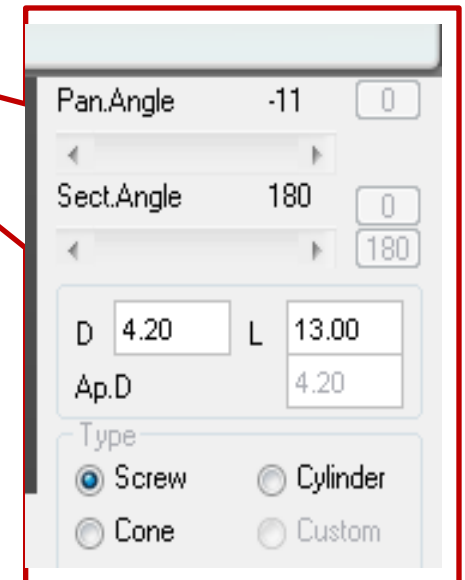 Pan.Angle -11 0
Sect.Angle 180 0
180
D 4.20 L 13.00
Ap.D 4.20
Type
Screw Cylinder
Cone Custom